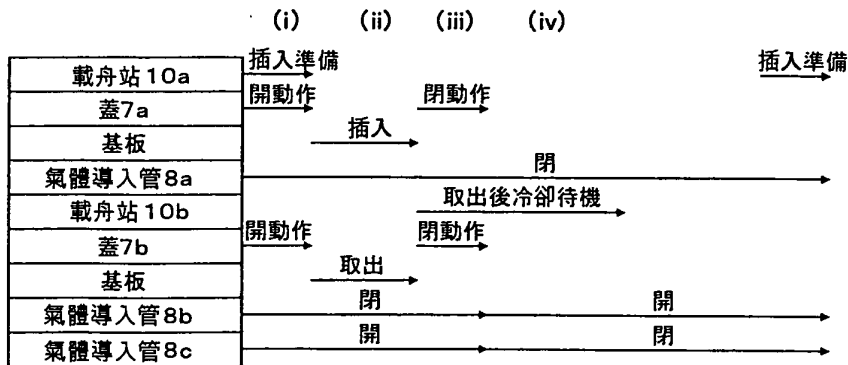 (i) (ii) (iii) (iv)
載舟站10a 插入準備 插入準備
蓋7a 開動作 閉動作
基板 插入
氣體導入管8a 閉
載舟站10b 取出後冷卻待機
蓋7b 開動作 閉動作
基板 取出
氣體導入管8b 閉 開
氣體導入管8c 開 閉